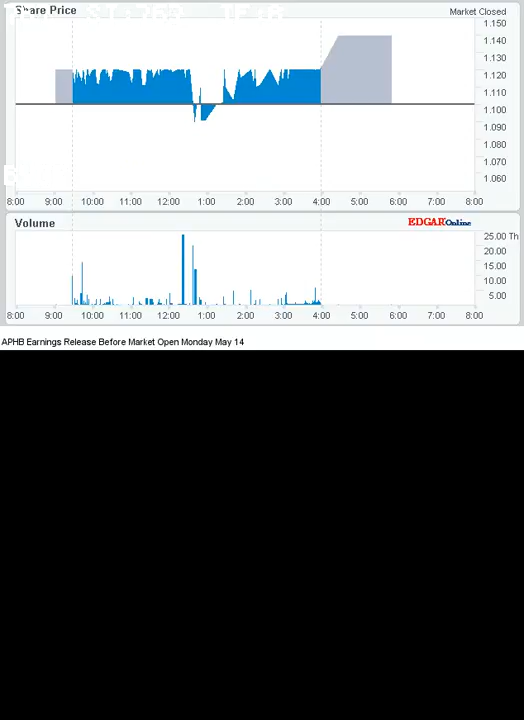 Share Price
Market Closed
1.150
1.140
1.130
1.120
1.110
1.100
1.090
1.080
1.070
1.060
8:00 9:00 10:00 11:00 12:00 1:00 2:00 3:00 4:00 5:00 6:00 7:00 8:00
Volume
EDGAR Online
25.00 Th
20.00
15.00
10.00
5.00
8:00 9:00 10:00 11:00 12:00 1:00 2:00 3:00 4:00 5:00 6:00 7:00 8:00
APHB Earnings Release Before Market Open Monday May 14